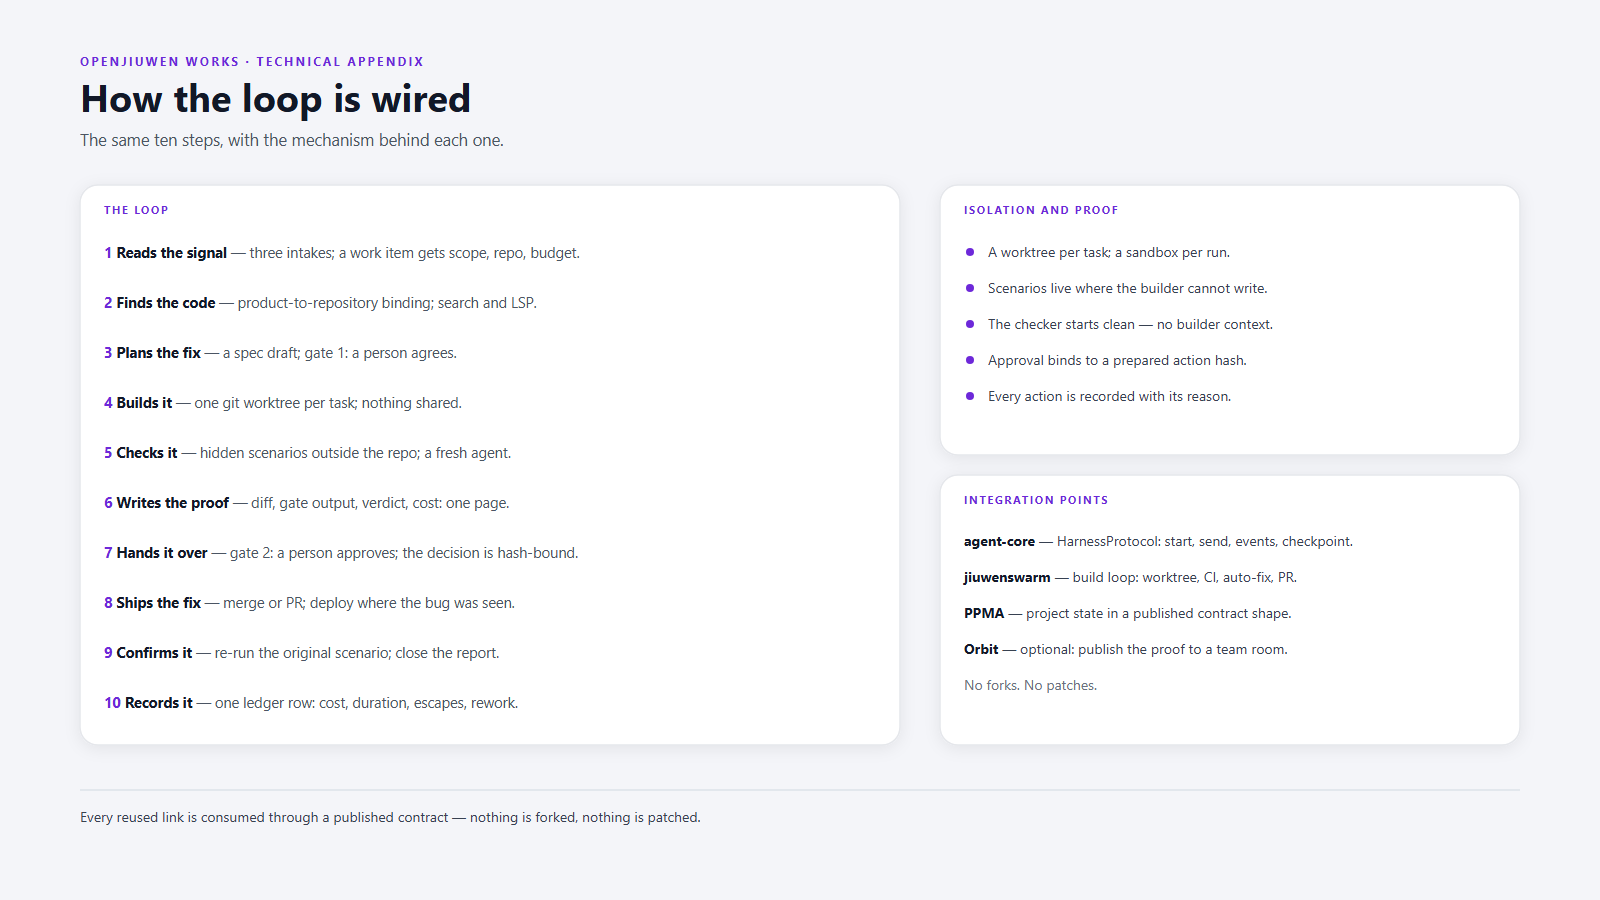 OPENJIUWEN WORKS · TECHNICAL APPENDIX
How the loop is wired
The same ten steps, with the mechanism behind each one.
THE LOOP
1 Reads the signal — three intakes; a work item gets scope, repo, budget.
2 Finds the code — product-to-repository binding; search and LSP.
3 Plans the fix — a spec draft; gate 1: a person agrees.
4 Builds it — one git worktree per task; nothing shared.
5 Checks it — hidden scenarios outside the repo; a fresh agent.
6 Writes the proof — diff, gate output, verdict, cost: one page.
7 Hands it over — gate 2: a person approves; the decision is hash-bound.
8 Ships the fix — merge or PR; deploy where the bug was seen.
9 Confirms it — re-run the original scenario; close the report.
10 Records it — one ledger row: cost, duration, escapes, rework.
ISOLATION AND PROOF
A worktree per task; a sandbox per run.
Scenarios live where the builder cannot write.
The checker starts clean — no builder context.
Approval binds to a prepared action hash.
Every action is recorded with its reason.
INTEGRATION POINTS
agent-core — HarnessProtocol: start, send, events, checkpoint.
jiuwenswarm — build loop: worktree, CI, auto-fix, PR.
PPMA — project state in a published contract shape.
Orbit — optional: publish the proof to a team room.
No forks. No patches.
Every reused link is consumed through a published contract — nothing is forked, nothing is patched.